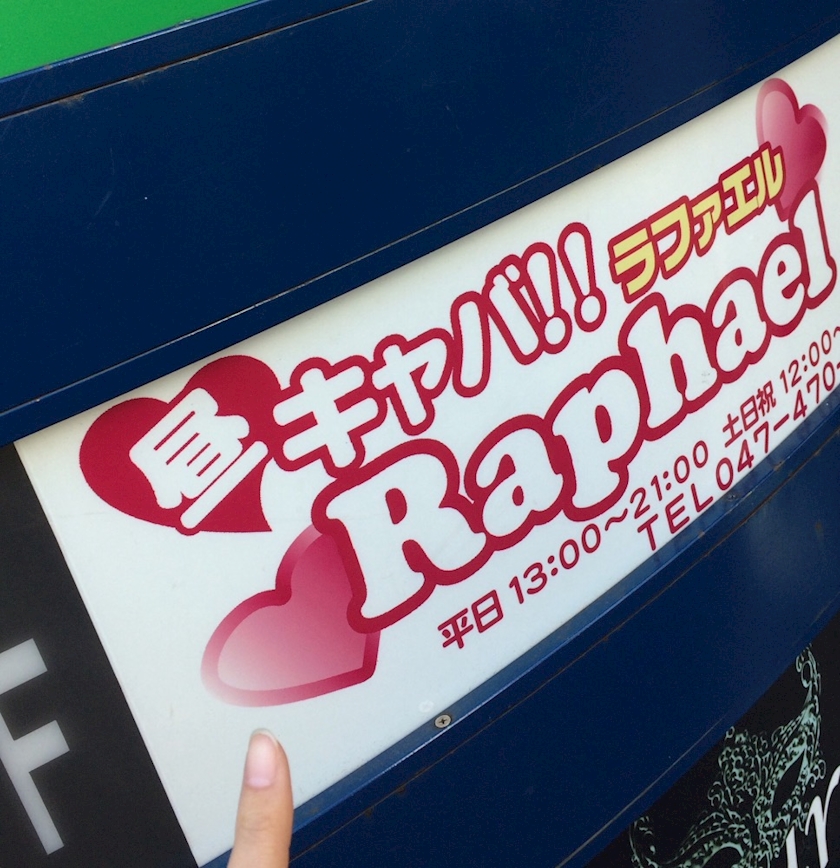 昼キャバ!! ラファエル
Raphael
平日 13:00～21:00 土日祝 12:00～
TEL 047-470-
F